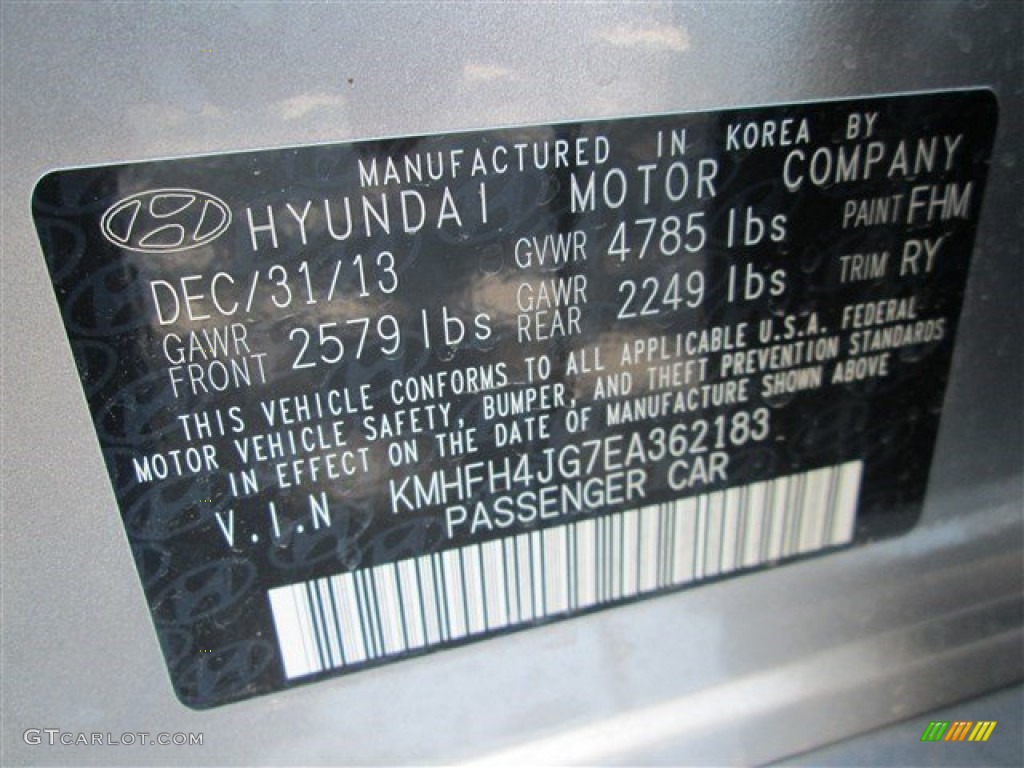 MANUFACTURED IN KOREA BY
HYUNDAI MOTOR COMPANY
DEC/31/13 GVWR 4785 lbs PAINT FHM
GAWR FRONT 2579 lbs GAWR REAR 2249 lbs TRIM RY
THIS VEHICLE CONFORMS TO ALL APPLICABLE U.S.A. FEDERAL
MOTOR VEHICLE SAFETY, BUMPER, AND THEFT PREVENTION STANDARDS
IN EFFECT ON THE DATE OF MANUFACTURE SHOWN ABOVE
V.I.N KMHFH4JG7EA362183
PASSENGER CAR
GTCARLOT.COM